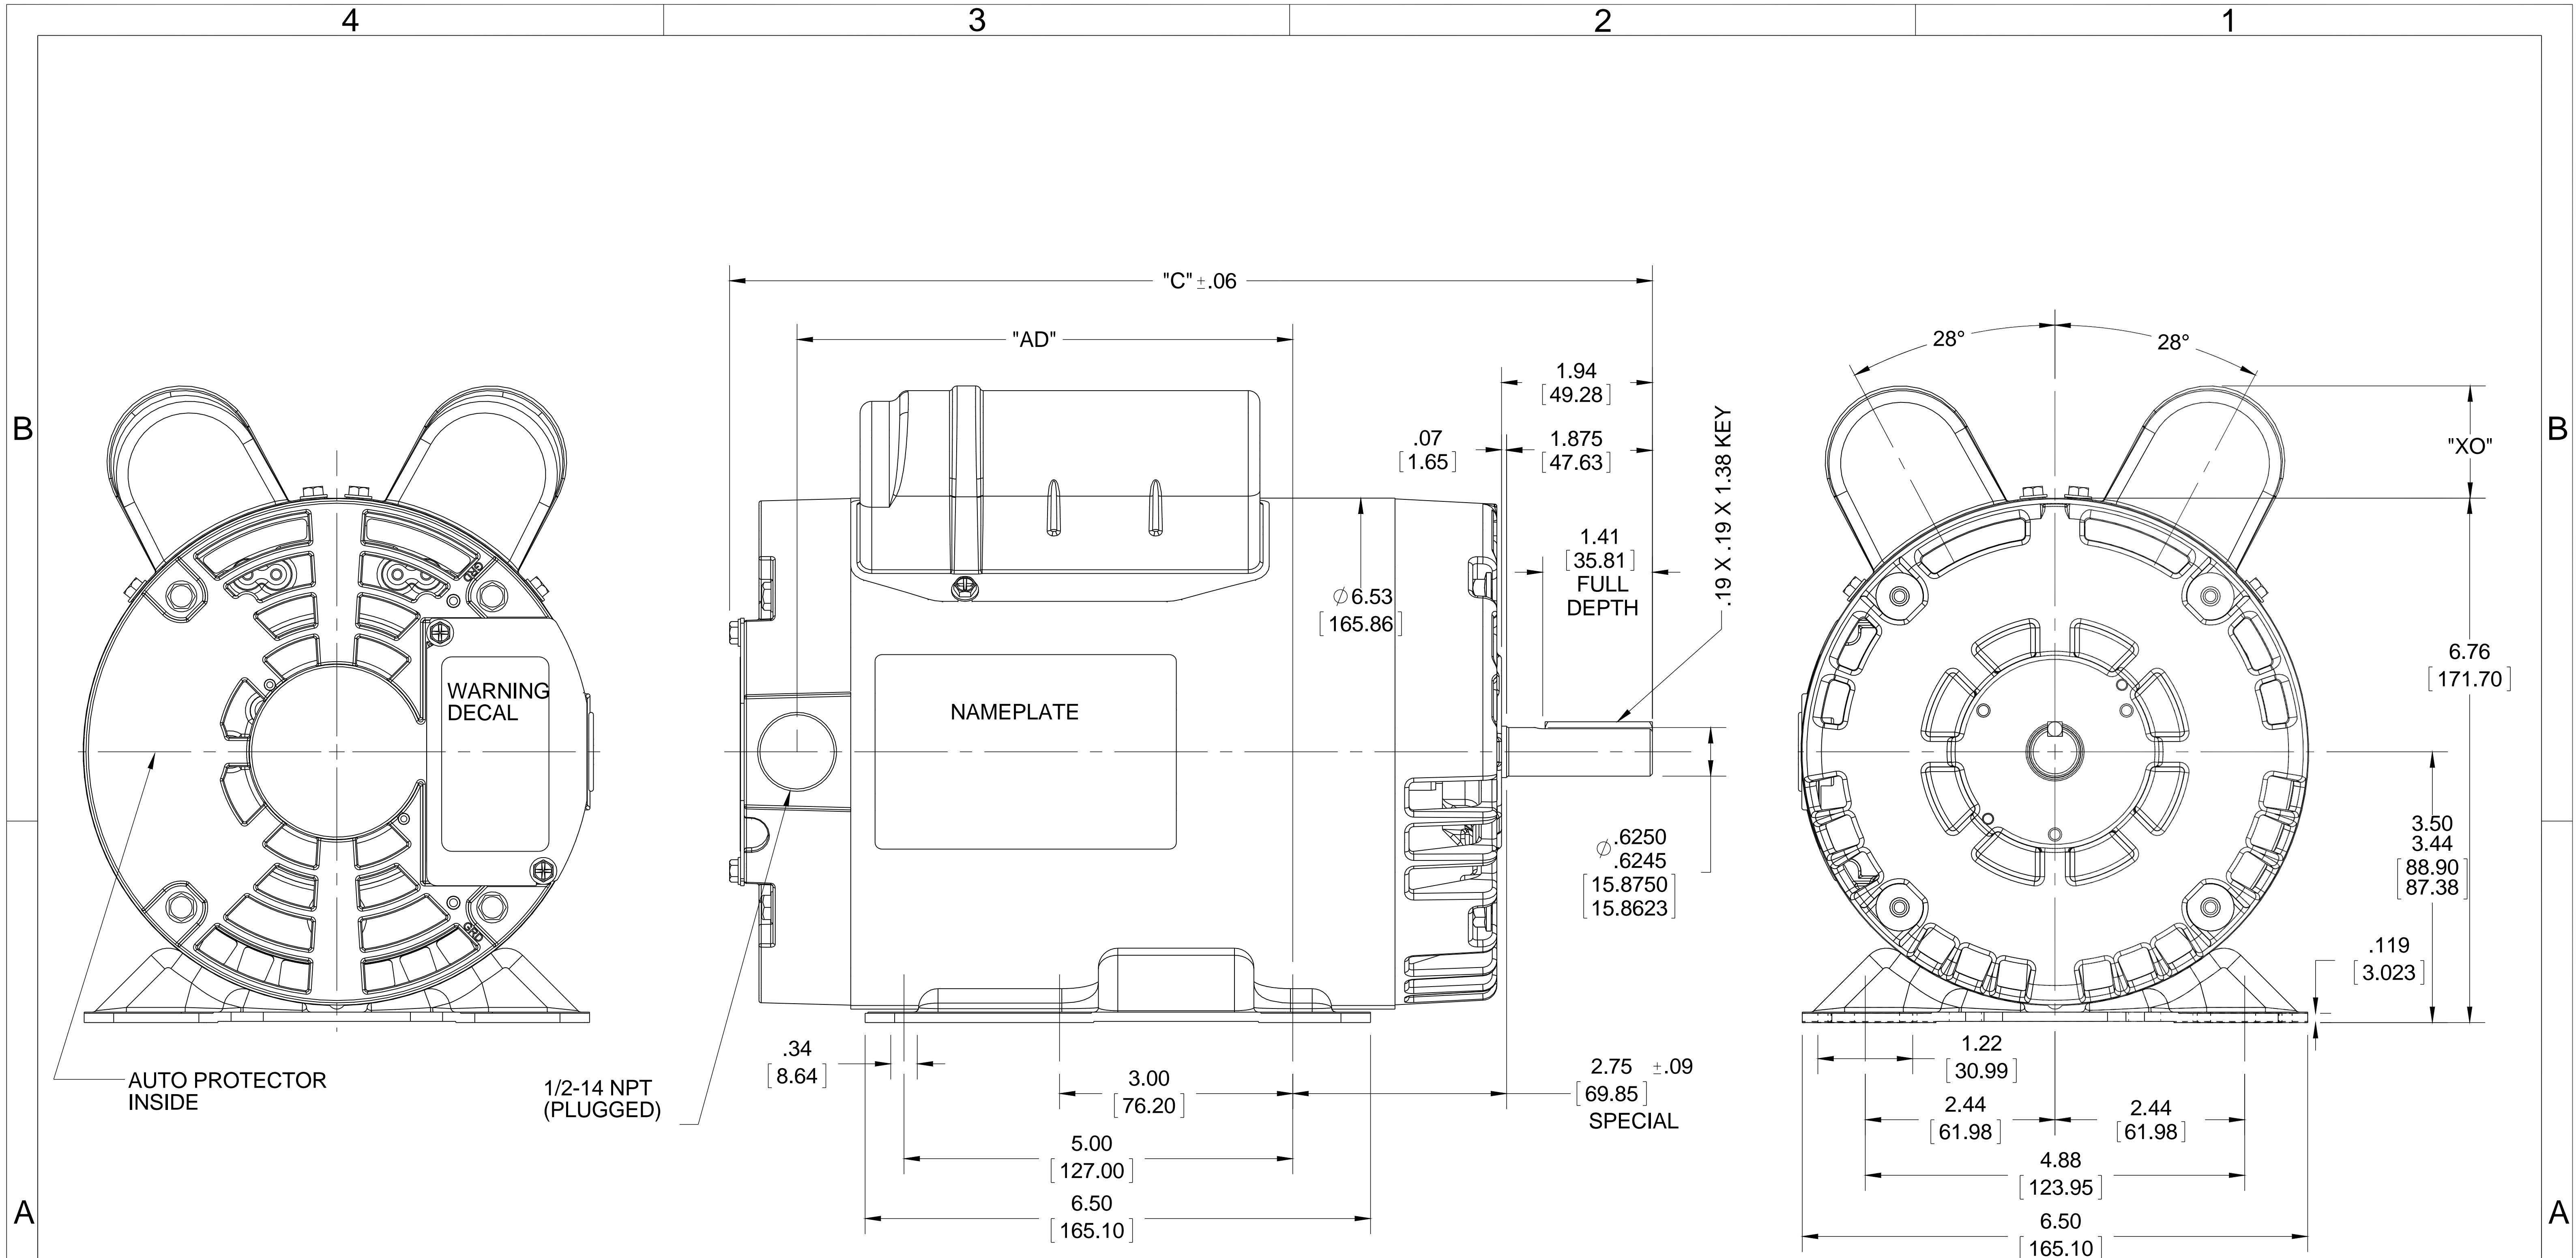 4
3
2
1
B
B
A
A
"C" ±.06
"AD"
1.94
[49.28]
.07
[1.65]
1.875
[47.63]
.19 X .19 X 1.38 KEY
1.41
[35.81]
FULL
DEPTH
Ø 6.53
[165.86]
NAMEPLATE
WARNING
DECAL
GRD
GRD
AUTO PROTECTOR
INSIDE
1/2-14 NPT
(PLUGGED)
Ø .6250
.6245
[15.8750
15.8623]
.34
[8.64]
3.00
[76.20]
2.75 ±.09
[69.85]
SPECIAL
5.00
[127.00]
6.50
[165.10]
28°
28°
"XO"
6.76
[171.70]
3.50
3.44
[88.90
87.38]
.119
[3.023]
1.22
[30.99]
2.44
[61.98]
2.44
[61.98]
4.88
[123.95]
6.50
[165.10]